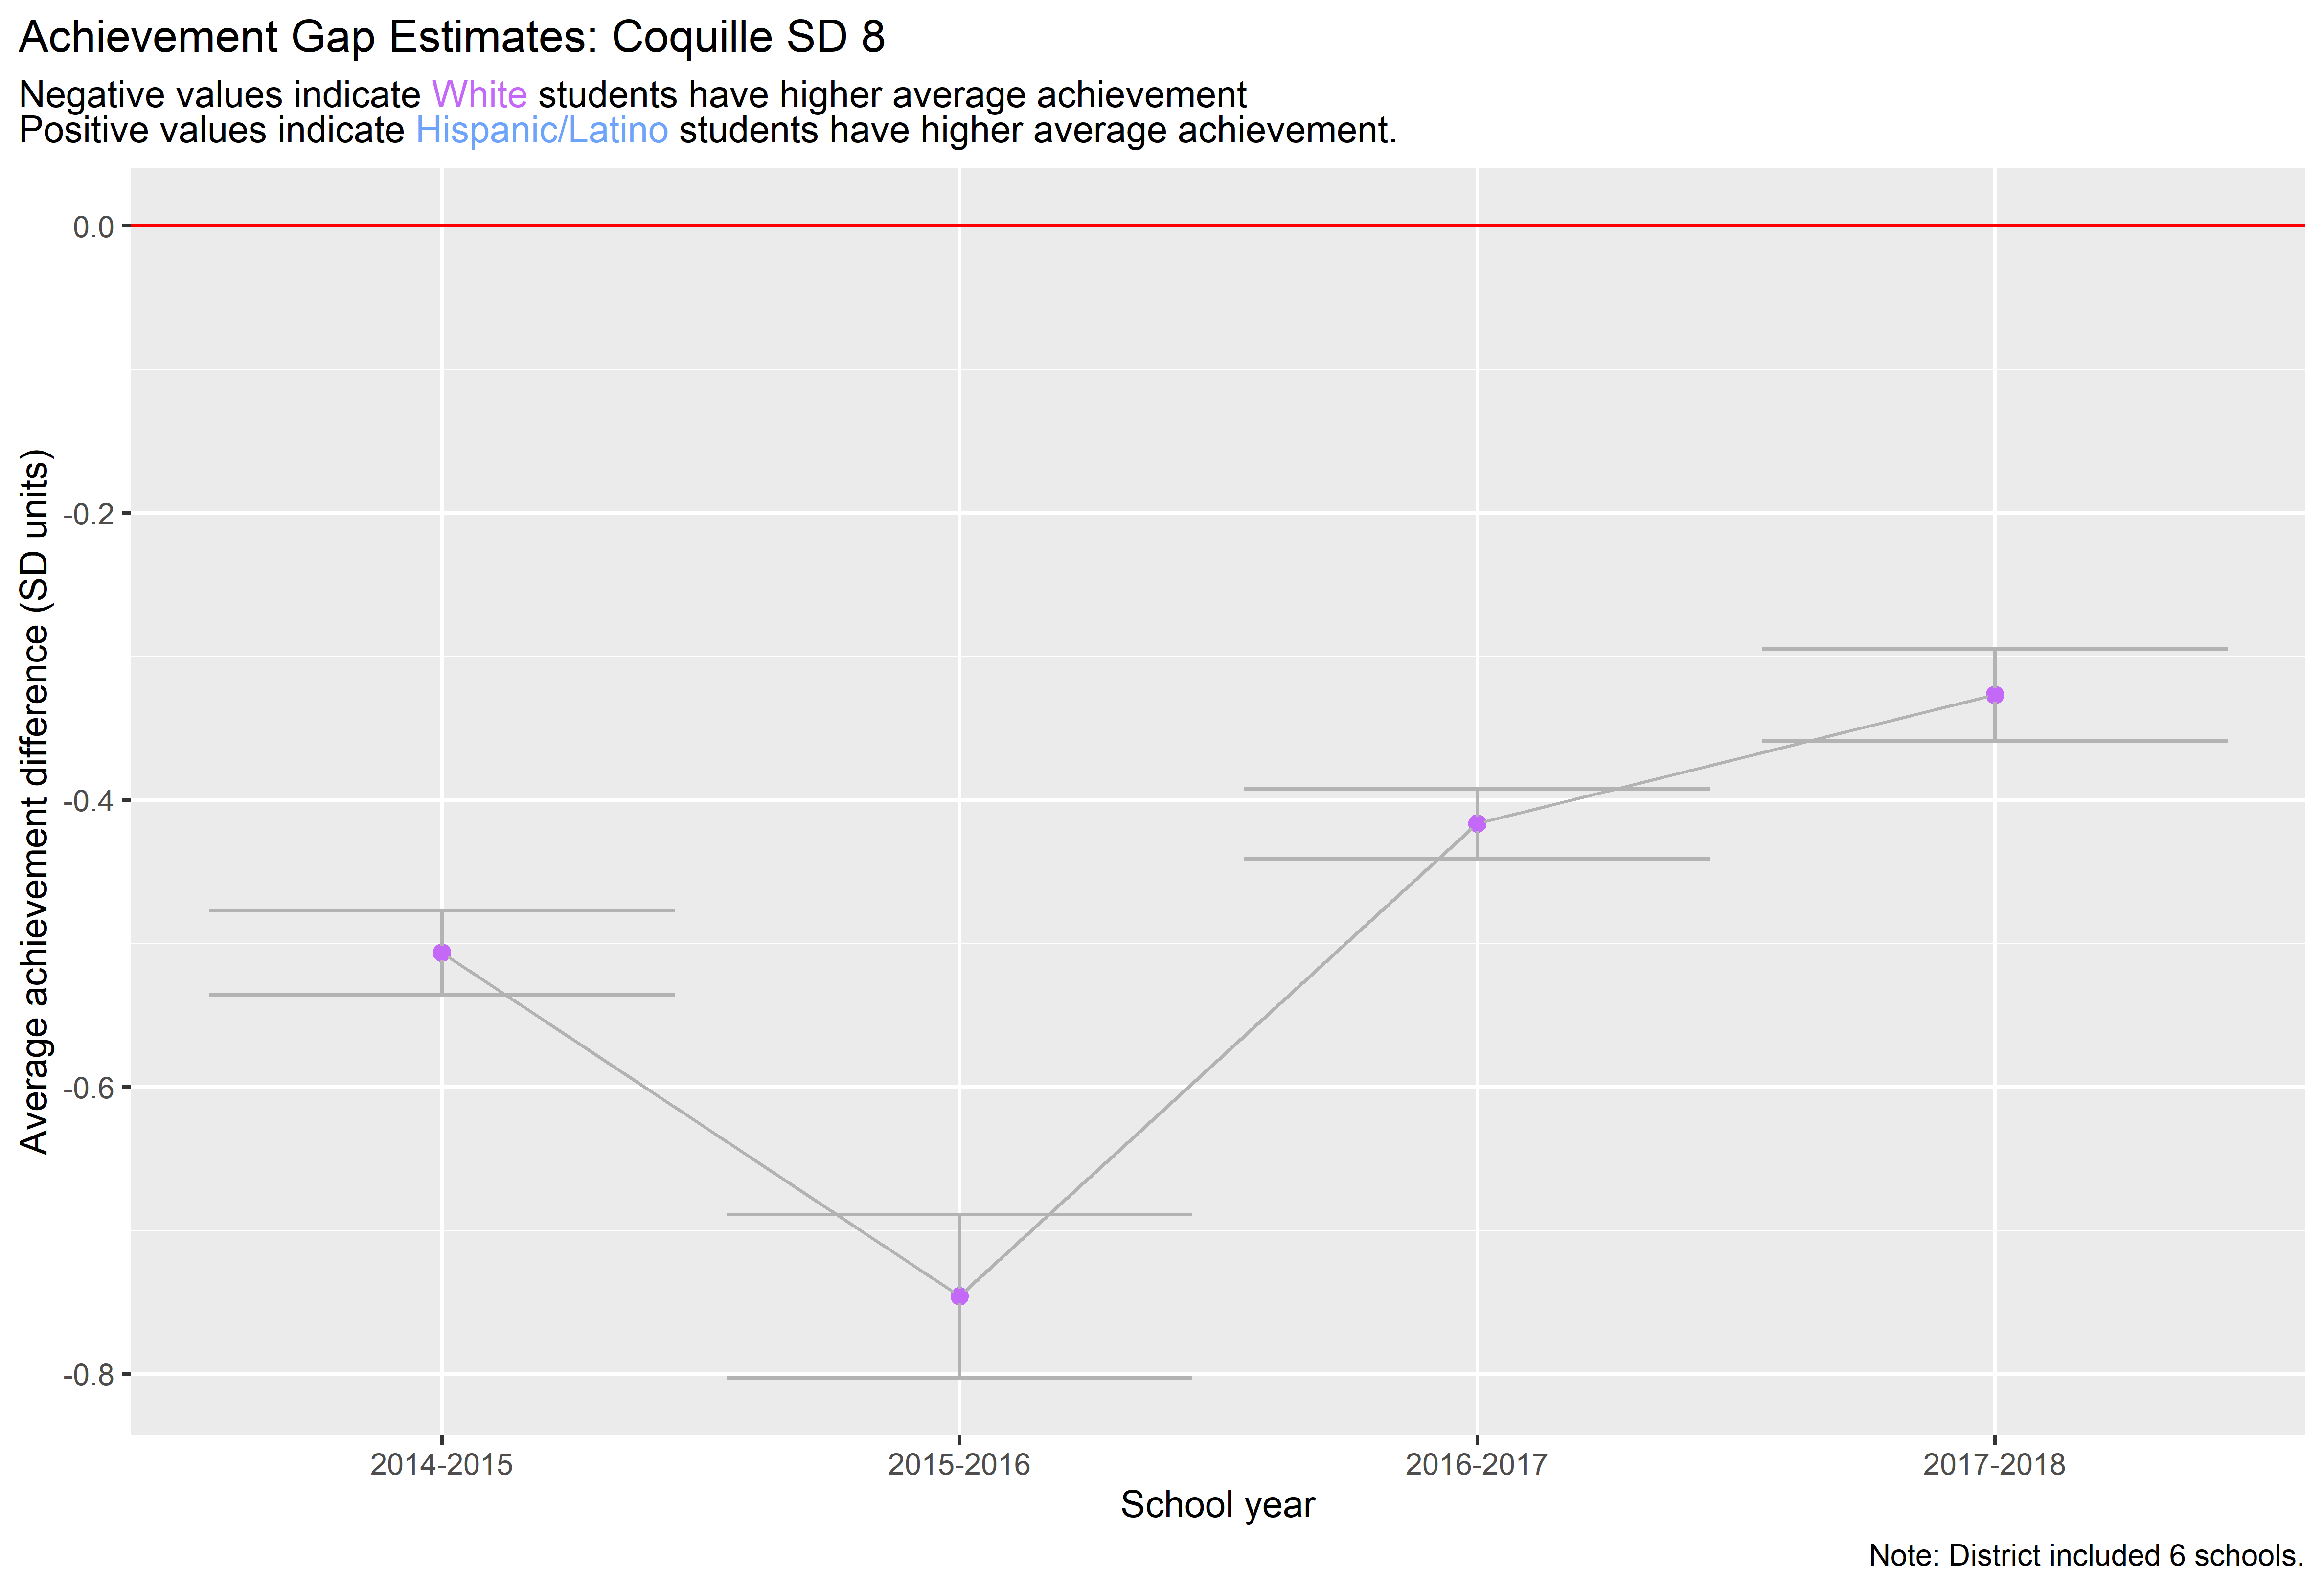 Achievement Gap Estimates: Coquille SD 8
Negative values indicate White students have higher average achievement
Positive values indicate Hispanic/Latino students have higher average achievement.
Average achievement difference (SD units)
0.0
-0.2
-0.4
-0.6
-0.8
2014-2015
2015-2016
2016-2017
2017-2018
School year
Note: District included 6 schools.